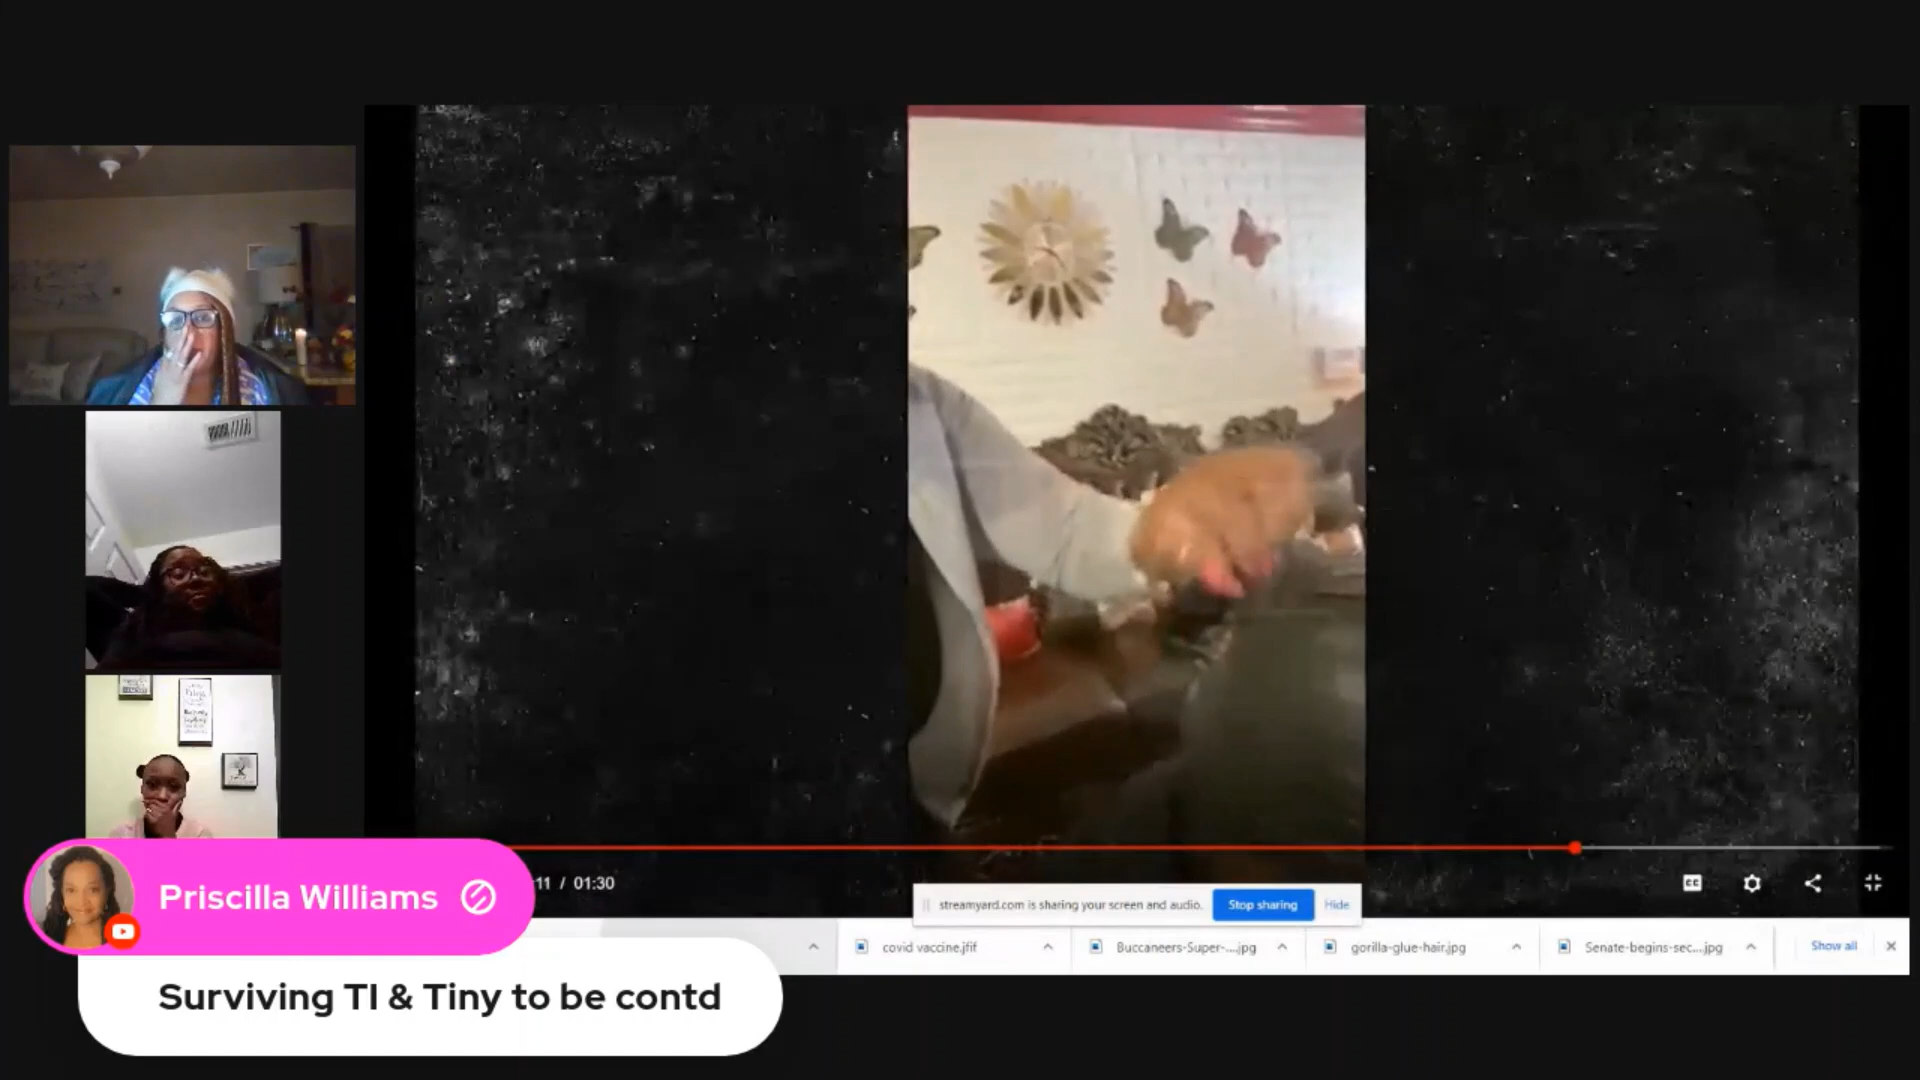 :11 / 01:30
CC
streamyard.com is sharing your screen and audio.
Stop sharing
Hide
covid vaccine.jfif
Buccaneers-Super-....jpg
gorilla-glue-hair.jpg
Senate-begins-sec....jpg
Show all
Priscilla Williams
Surviving TI & Tiny to be contd